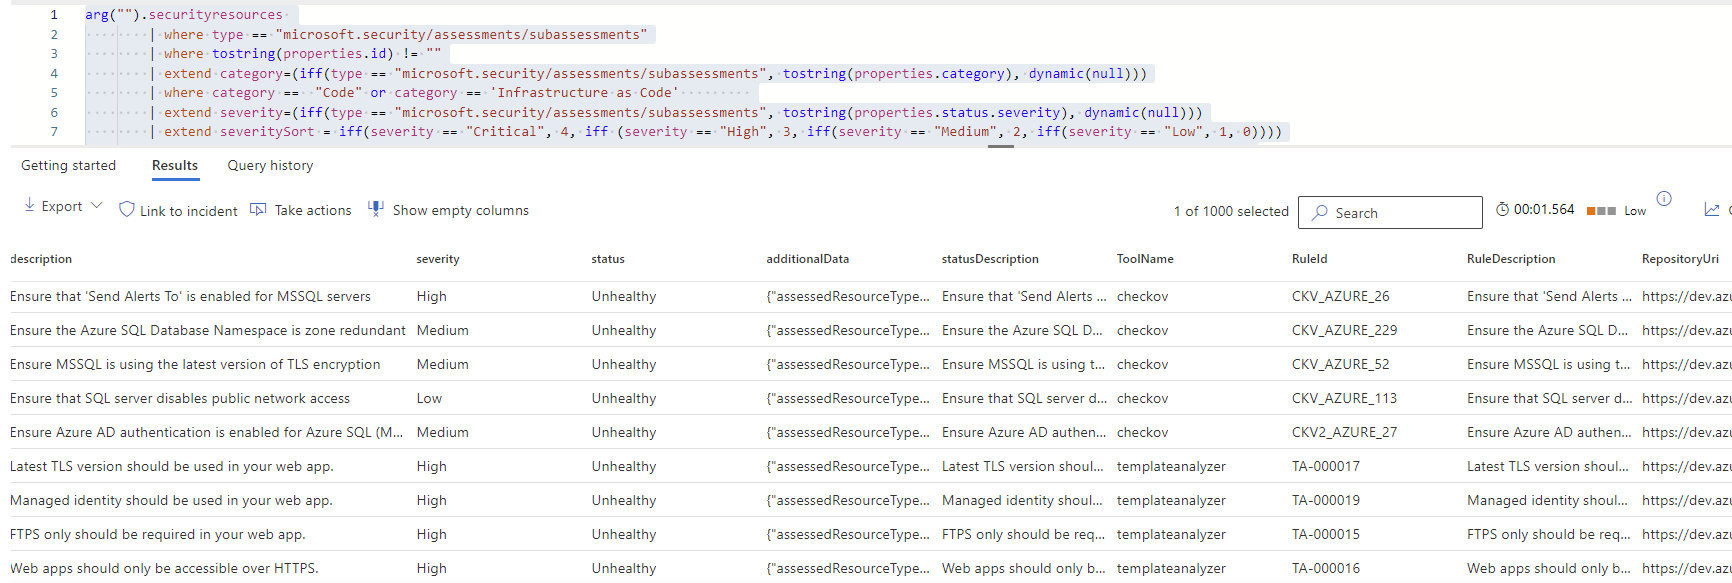 1 arg("").securityresources
2 | where type == "microsoft.security/assessments/subassessments"
3 | where tostring(properties.id) != ""
4 | extend category=(iff(type == "microsoft.security/assessments/subassessments", tostring(properties.category), dynamic(null)))
5 | where category == "Code" or category == 'Infrastructure as Code'
6 | extend severity=(iff(type == "microsoft.security/assessments/subassessments", tostring(properties.status.severity), dynamic(null)))
7 | extend severitySort = iff(severity == "Critical", 4, iff (severity == "High", 3, iff(severity == "Medium", 2, iff(severity == "Low", 1, 0))))
Getting started Results Query history
Export Link to incident Take actions Show empty columns 1 of 1000 selected Search 00:01.564 Low
description severity status additionalData statusDescription ToolName RuleId RuleDescription RepositoryUri
Ensure that 'Send Alerts To' is enabled for MSSQL servers High Unhealthy {"assessedResourceType... Ensure that 'Send Alerts ... checkov CKV_AZURE_26 Ensure that 'Send Alerts ... https://dev.azu
Ensure the Azure SQL Database Namespace is zone redundant Medium Unhealthy {"assessedResourceType... Ensure the Azure SQL D... checkov CKV_AZURE_229 Ensure the Azure SQL D... https://dev.azu
Ensure MSSQL is using the latest version of TLS encryption Medium Unhealthy {"assessedResourceType... Ensure MSSQL is using t... checkov CKV_AZURE_52 Ensure MSSQL is using t... https://dev.azu
Ensure that SQL server disables public network access Low Unhealthy {"assessedResourceType... Ensure that SQL server d... checkov CKV_AZURE_113 Ensure that SQL server d... https://dev.azu
Ensure Azure AD authentication is enabled for Azure SQL (M... Medium Unhealthy {"assessedResourceType... Ensure Azure AD authen... checkov CKV2_AZURE_27 Ensure Azure AD authen... https://dev.azu
Latest TLS version should be used in your web app. High Unhealthy {"assessedResourceType... Latest TLS version shoul... templateanalyzer TA-000017 Latest TLS version shoul... https://dev.azu
Managed identity should be used in your web app. High Unhealthy {"assessedResourceType... Managed identity shoul... templateanalyzer TA-000019 Managed identity shoul... https://dev.azu
FTPS only should be required in your web app. High Unhealthy {"assessedResourceType... FTPS only should be req... templateanalyzer TA-000015 FTPS only should be req... https://dev.azu
Web apps should only be accessible over HTTPS. High Unhealthy {"assessedResourceType... Web apps should only b... templateanalyzer TA-000016 Web apps should only b... https://dev.azu